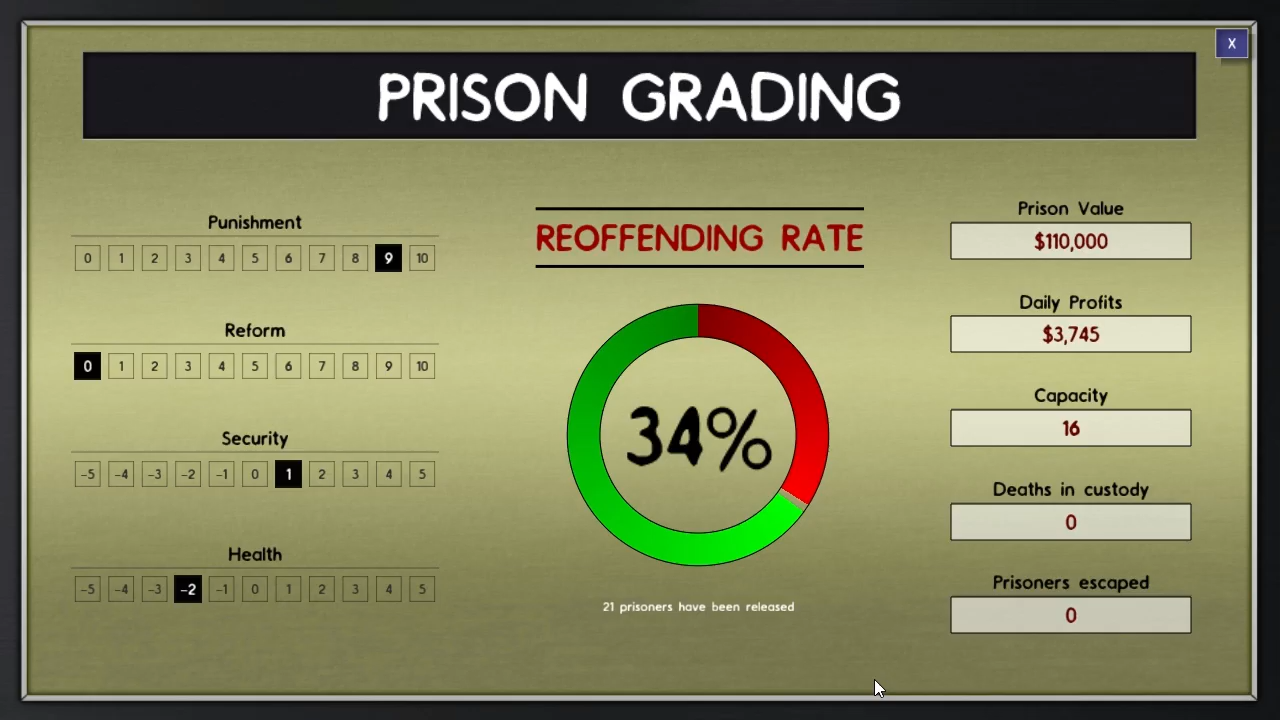 X
PRISON GRADING
Punishment
0 1 2 3 4 5 6 7 8 9 10
Reform
0 1 2 3 4 5 6 7 8 9 10
Security
-5 -4 -3 -2 -1 0 1 2 3 4 5
Health
-5 -4 -3 -2 -1 0 1 2 3 4 5
REOFFENDING RATE
34%
21 prisoners have been released
Prison Value
$110,000
Daily Profits
$3,745
Capacity
16
Deaths in custody
0
Prisoners escaped
0